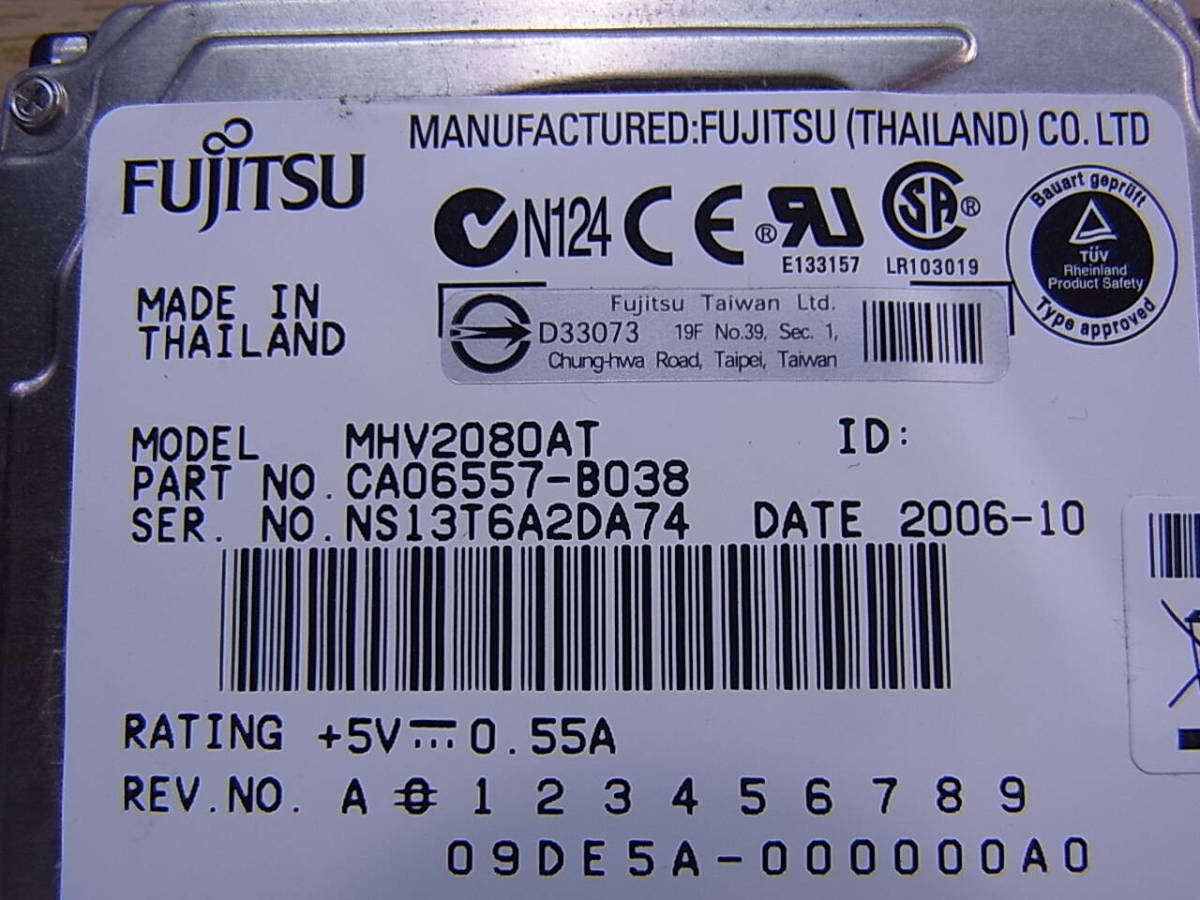 FUJITSU
MANUFACTURED:FUJITSU (THAILAND) CO. LTD
N124 CE ® RU ® SA ®
E133157 LR103019
Bauart geprüft
TÜV
Rheinland
Product Safety
Type approved
MADE IN
THAILAND
Fujitsu Taiwan Ltd.
D33073 19F No.39, Sec. 1,
Chung-hwa Road, Taipei, Taiwan
MODEL MHV2080AT ID:
PART NO. CA06557-B038
SER. NO. NS13T6A2DA74 DATE 2006-10
RATING +5V⎓0.55A
REV.NO. A 0 1 2 3 4 5 6 7 8 9
09DE5A-000000A0